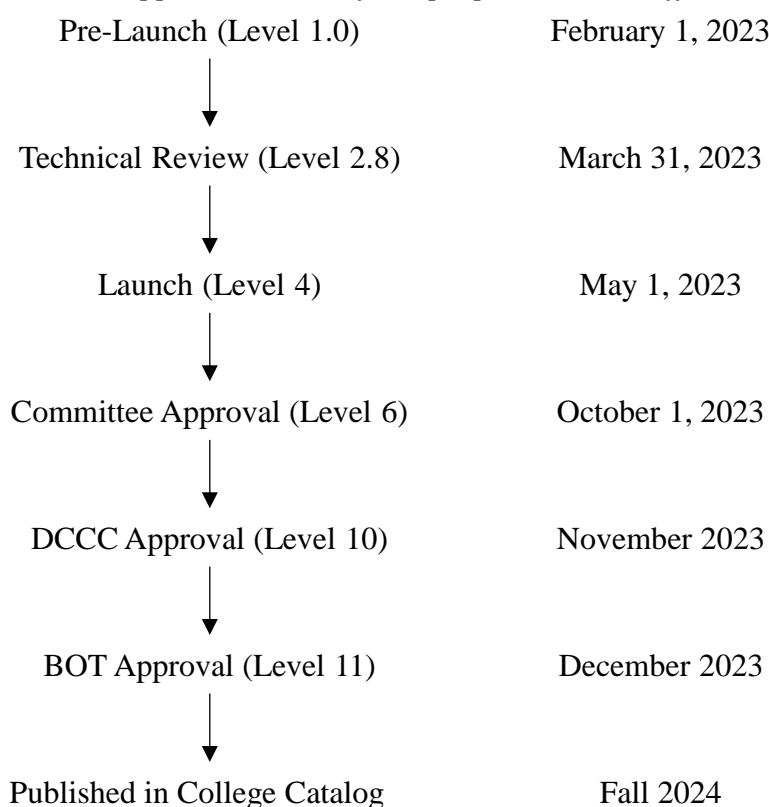 Pre-Launch (Level 1.0) February 1, 2023
Technical Review (Level 2.8) March 31, 2023
Launch (Level 4) May 1, 2023
Committee Approval (Level 6) October 1, 2023
DCCC Approval (Level 10) November 2023
BOT Approval (Level 11) December 2023
Published in College Catalog Fall 2024